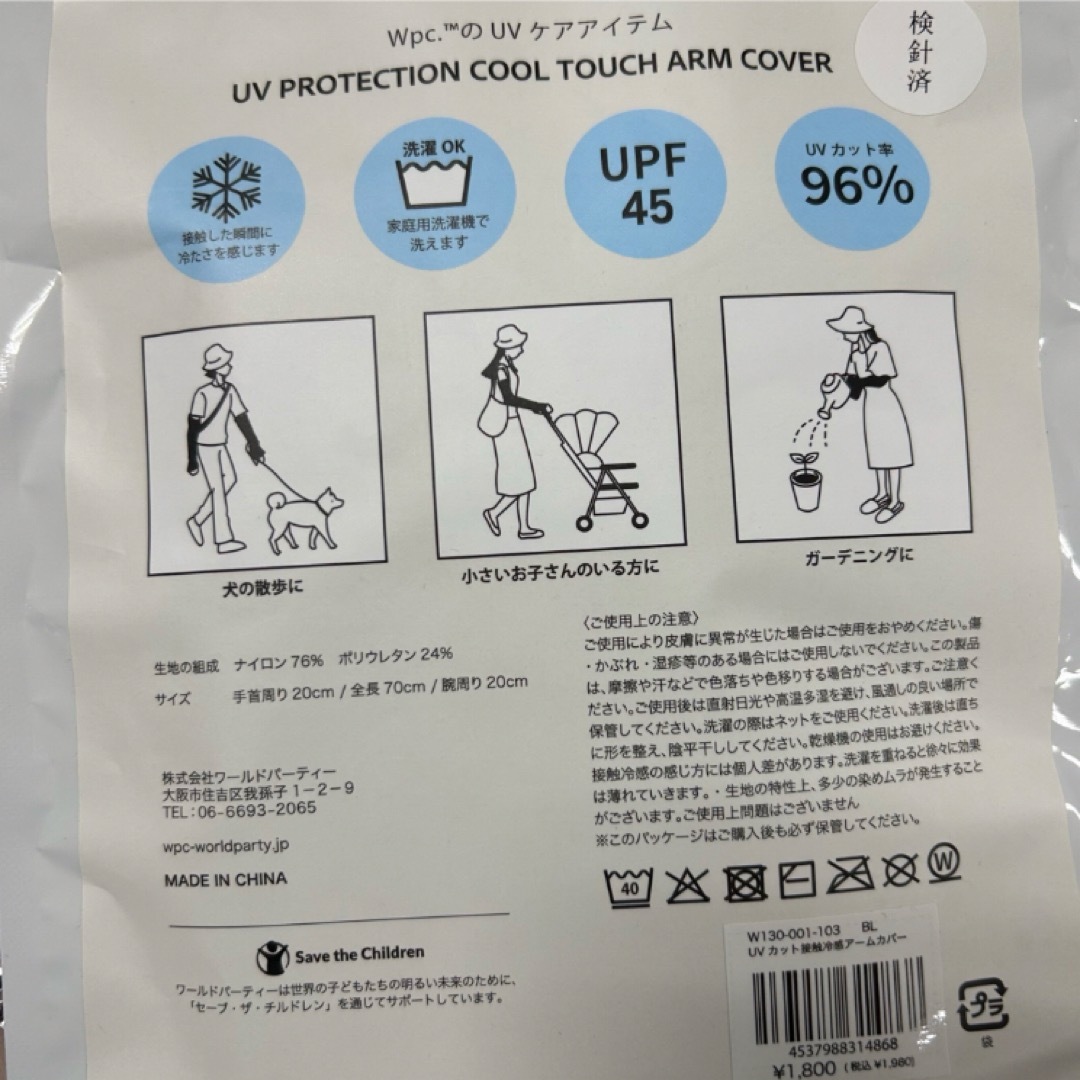 Wpc.™の UV ケアアイテム
UV PROTECTION COOL TOUCH ARM COVER
検針済
接触した瞬間に
冷たさを感じます
洗濯 OK
家庭用洗濯機で
洗えます
UPF
45
UV カット率
96%
犬の散歩に
小さいお子さんのいる方に
ガーデニングに
生地の組成 ナイロン 76% ポリウレタン 24%
サイズ 手首周り 20cm / 全長 70cm / 腕周り 20cm
株式会社ワールドパーティー
大阪市住吉区我孫子 1-2-9
TEL:06-6693-2065
wpc-worldparty.jp
MADE IN CHINA
Save the Children
ワールドパーティーは世界の子どもたちの明るい未来のために、
「セーブ・ザ・チルドレン」を通じてサポートしています。
〈ご使用上の注意〉
ご使用により皮膚に異常が生じた場合はご使用をおやめください。傷
・かぶれ・湿疹等のある場合にはご使用しないでください。この製品
は、摩擦や汗などで色落ちや色移りする場合がございます。ご注意く
ださい。ご使用後は直射日光や高温多湿を避け、風通しの良い場所で
保管してください。洗濯の際はネットをご使用ください。洗濯後は直ち
に形を整え、陰平干ししてください。乾燥機の使用はお避けください。
接触冷感の感じ方には個人差があります。洗濯を重ねると徐々に効果
は薄れていきます。・生地の特性上、多少の染めムラが発生すること
がございます。ご使用上問題はございません
※このパッケージはご購入後も必ず保管してください。
40
W
W130-001-103 BL
UV カット接触冷感アームカバー
4537988314868
¥1,800 (税込 ¥1,980)
プラ
袋